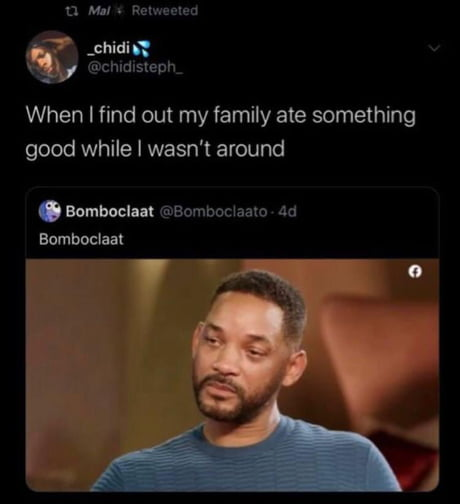 Mal Retweeted
_chidi💦
@chidisteph_
When I find out my family ate something
good while I wasn't around
Bomboclaat @Bomboclaato · 4d
Bomboclaat